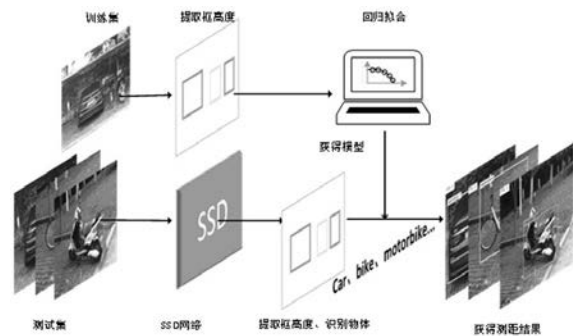 训练集
提取框高度
回归拟合
获得模型
SSD
Car、bike、motorbike...
测试集
SSD网络
提取框高度、识别物体
获得测距结果